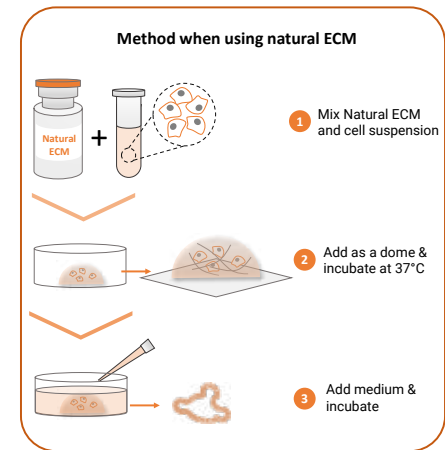 Method when using natural ECM
Natural
ECM
+
1
Mix Natural ECM
and cell suspension
2
Add as a dome &
incubate at 37°C
3
Add medium &
incubate